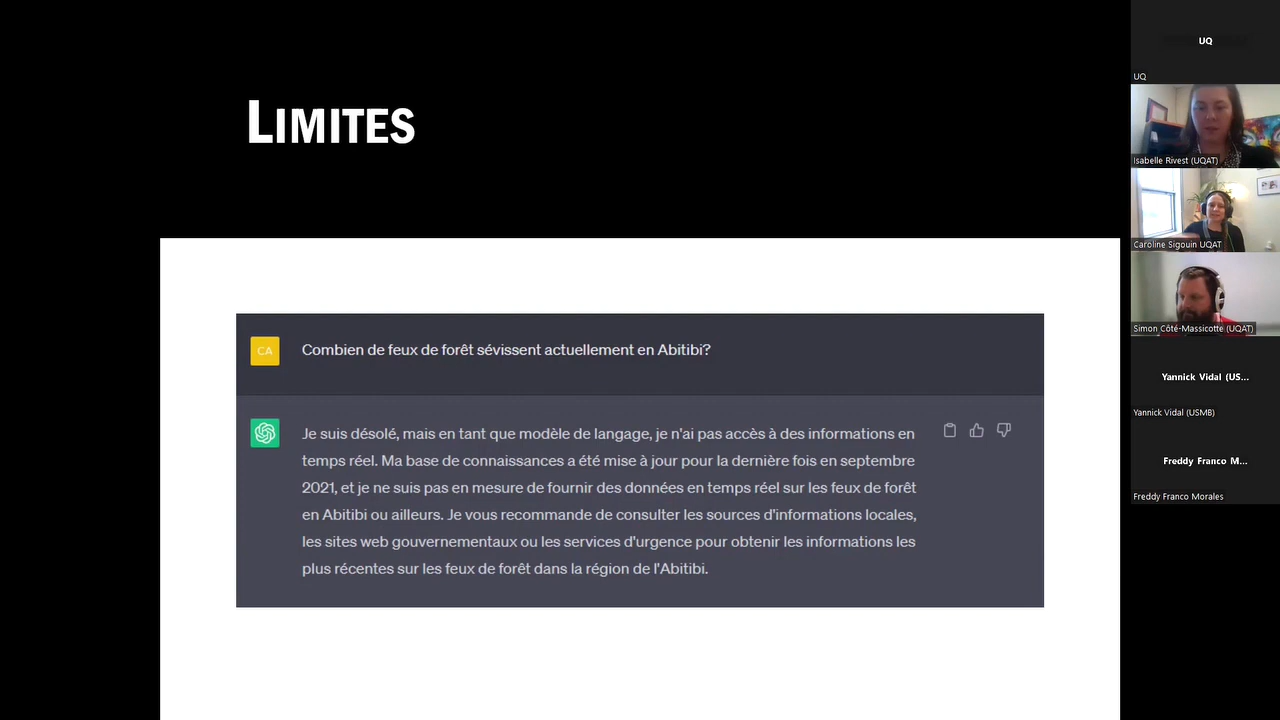 LIMITES
CA
Combien de feux de forêt sévissent actuellement en Abitibi?
Je suis désolé, mais en tant que modèle de langage, je n'ai pas accès à des informations en
temps réel. Ma base de connaissances a été mise à jour pour la dernière fois en septembre
2021, et je ne suis pas en mesure de fournir des données en temps réel sur les feux de forêt
en Abitibi ou ailleurs. Je vous recommande de consulter les sources d'informations locales,
les sites web gouvernementaux ou les services d'urgence pour obtenir les informations les
plus récentes sur les feux de forêt dans la région de l'Abitibi.
UQ
UQ
Isabelle Rivest (UQAT)
Caroline Sigouin UQAT
Simon Côté-Massicotte (UQAT)
Yannick Vidal (US...
Yannick Vidal (USMB)
Freddy Franco M...
Freddy Franco Morales